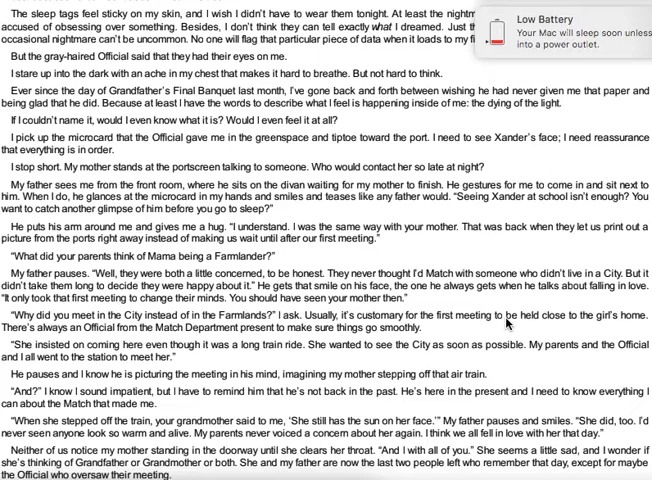 The sleep tags feel sticky on my skin, and I wish I didn't have to wear them tonight. At least the nightm
accused of obsessing over something. Besides, I don't think they can tell exactly what I dreamed. Just th
occasional nightmare can't be uncommon. No one will flag that particular piece of data when it loads to my fi
But the gray-haired Official said that they had their eyes on me.
I stare up into the dark with an ache in my chest that makes it hard to breathe. But not hard to think.
Ever since the day of Grandfather's Final Banquet last month, I've gone back and forth between wishing he had never given me that paper and
being glad that he did. Because at least I have the words to describe what I feel is happening inside of me: the dying of the light.
If I couldn't name it, would I even know what it is? Would I even feel it at all?
I pick up the microcard that the Official gave me in the greenspace and tiptoe toward the port. I need to see Xander's face; I need reassurance
that everything is in order.
I stop short. My mother stands at the portscreen talking to someone. Who would contact her so late at night?
My father sees me from the front room, where he sits on the divan waiting for my mother to finish. He gestures for me to come in and sit next to
him. When I do, he glances at the microcard in my hands and smiles and teases like any father would. "Seeing Xander at school isn't enough? You
want to catch another glimpse of him before you go to sleep?"
He puts his arm around me and gives me a hug. "I understand. I was the same way with your mother. That was back when they let us print out a
picture from the ports right away instead of making us wait until after our first meeting."
"What did your parents think of Mama being a Farmlander?"
My father pauses. "Well, they were both a little concerned, to be honest. They never thought I'd Match with someone who didn't live in a City. But it
didn't take them long to decide they were happy about it." He gets that smile on his face, the one he always gets when he talks about falling in love.
"It only took that first meeting to change their minds. You should have seen your mother then."
"Why did you meet in the City instead of in the Farmlands?" I ask. Usually, it's customary for the first meeting to be held close to the girl's home.
There's always an Official from the Match Department present to make sure things go smoothly.
"She insisted on coming here even though it was a long train ride. She wanted to see the City as soon as possible. My parents and the Official
and I all went to the station to meet her."
He pauses and I know he is picturing the meeting in his mind, imagining my mother stepping off that air train.
"And?" I know I sound impatient, but I have to remind him that he's not back in the past. He's here in the present and I need to know everything I
can about the Match that made me.
"When she stepped off the train, your grandmother said to me, 'She still has the sun on her face.'" My father pauses and smiles. "She did, too. I'd
never seen anyone look so warm and alive. My parents never voiced a concern about her again. I think we all fell in love with her that day."
Neither of us notice my mother standing in the doorway until she clears her throat. "And I with all of you." She seems a little sad, and I wonder if
she's thinking of Grandfather or Grandmother or both. She and my father are now the last two people left who remember that day, except for maybe
the Official who oversaw their meeting.
Low Battery
Your Mac will sleep soon unless
into a power outlet.